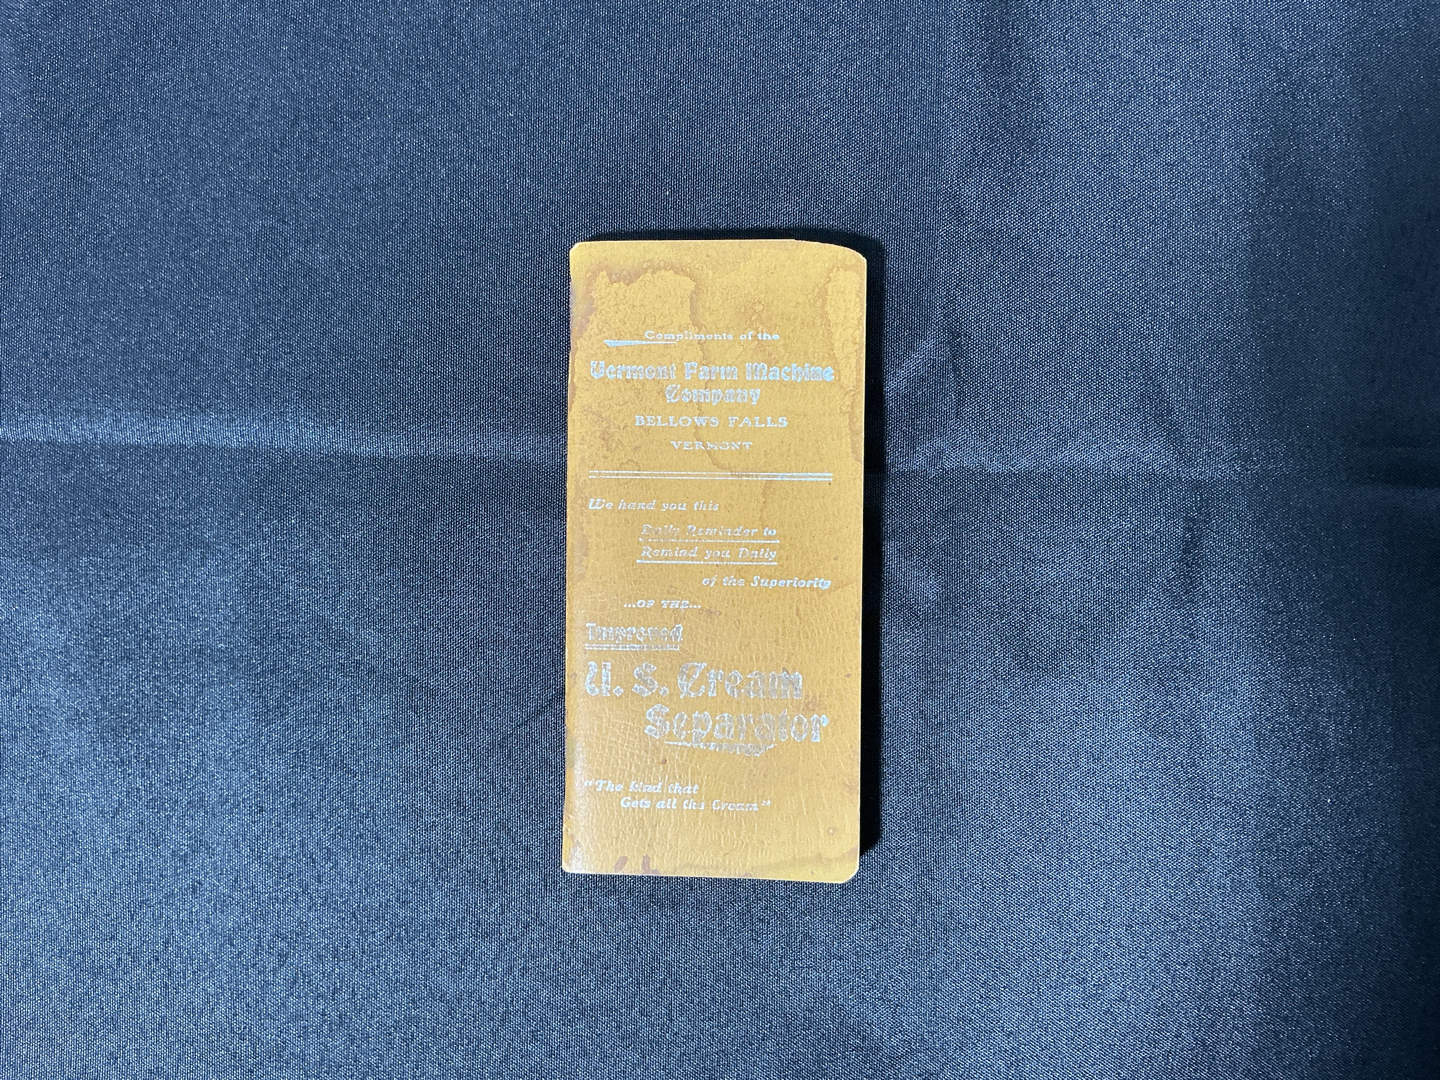 Compliments of the
Vermont Farm Machine
Company
BELLOWS FALLS
VERMONT
We hand you this
Daily Reminder to
Remind you Daily
of the Superiority
...OF THE...
Improved
U. S. Cream
Separator
"The Kind that
Gets all the Cream"